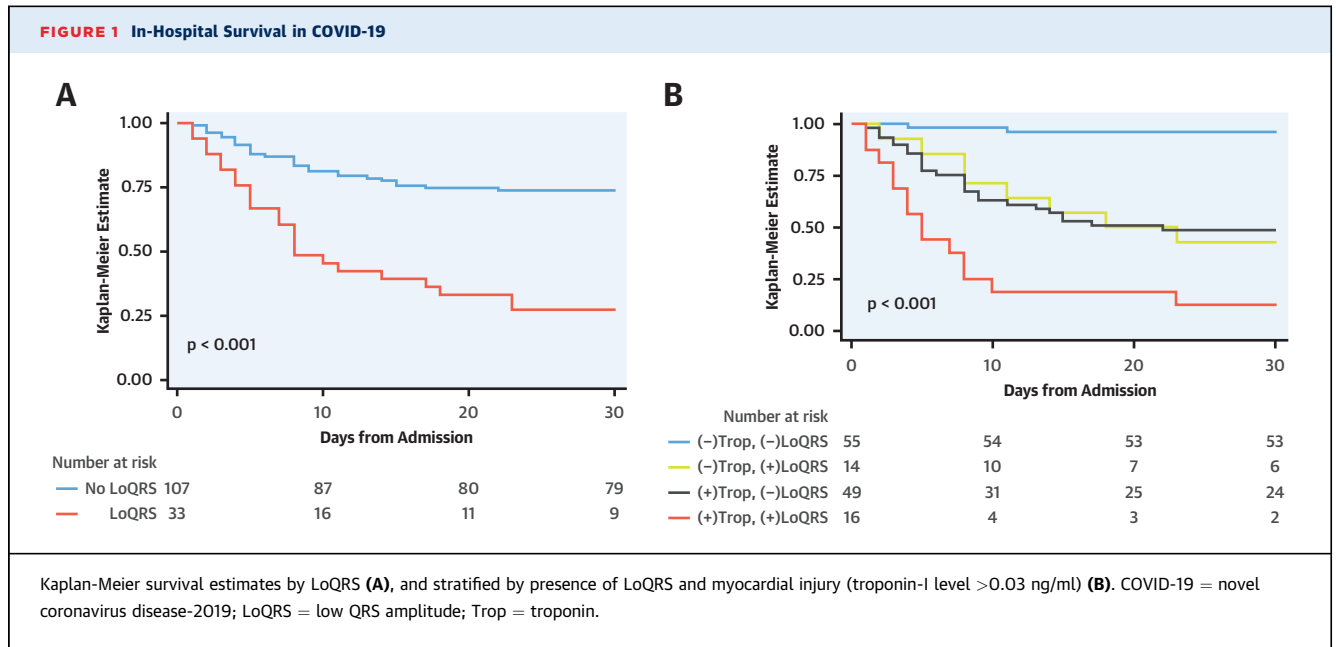 FIGURE 1 In-Hospital Survival in COVID-19
A
Kaplan-Meier Estimate
1.00
0.75
0.50
0.25
0.00
p < 0.001
0 10 20 30
Days from Admission
Number at risk
No LoQRS 107 87 80 79
LoQRS 33 16 11 9
B
Kaplan-Meier Estimate
1.00
0.75
0.50
0.25
0.00
p < 0.001
0 10 20 30
Days from Admission
Number at risk
(−)Trop, (−)LoQRS 55 54 53 53
(−)Trop, (+)LoQRS 14 10 7 6
(+)Trop, (−)LoQRS 49 31 25 24
(+)Trop, (+)LoQRS 16 4 3 2
Kaplan-Meier survival estimates by LoQRS (A), and stratified by presence of LoQRS and myocardial injury (troponin-I level >0.03 ng/ml) (B). COVID-19 = novel
coronavirus disease-2019; LoQRS = low QRS amplitude; Trop = troponin.